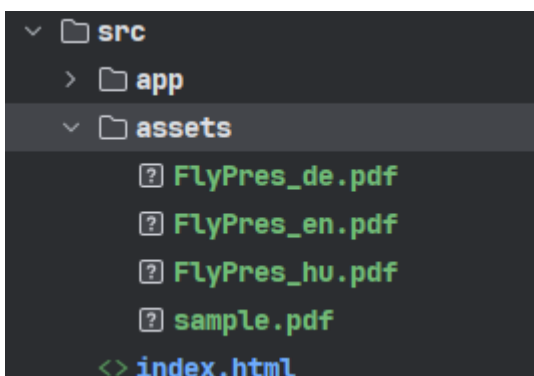 src
app
assets
FlyPres_de.pdf
FlyPres_en.pdf
FlyPres_hu.pdf
sample.pdf
index.html